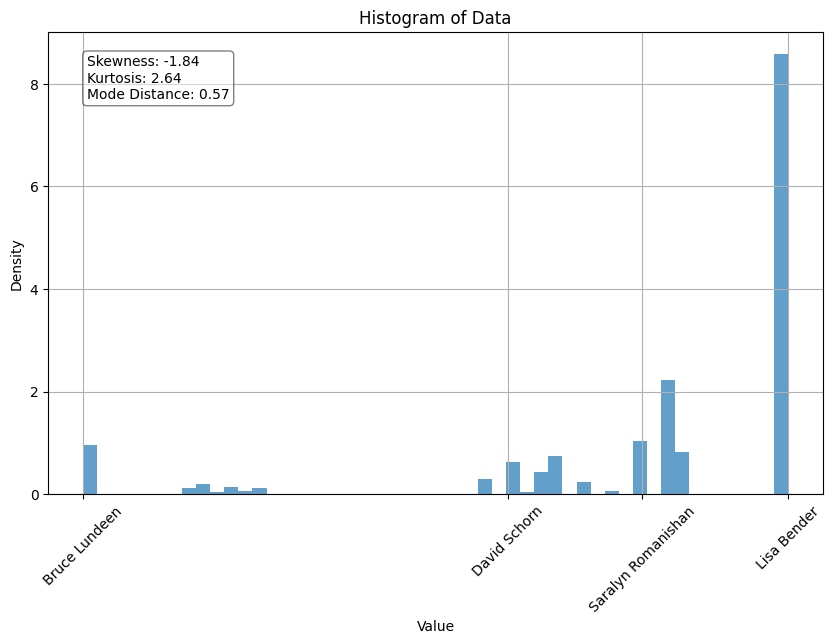 Histogram of Data
Skewness: -1.84
Kurtosis: 2.64
Mode Distance: 0.57
Density
8
6
4
2
0
Bruce Lundeen
David Schorn
Saralyn Romanishan
Lisa Bender
Value